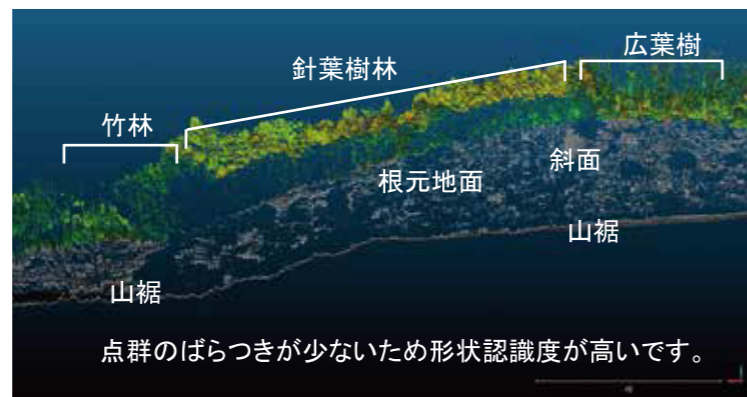 広葉樹
針葉樹林
竹林
斜面
根元地面
山裾
山裾
点群のばらつきが少ないため形状認識度が高いです。